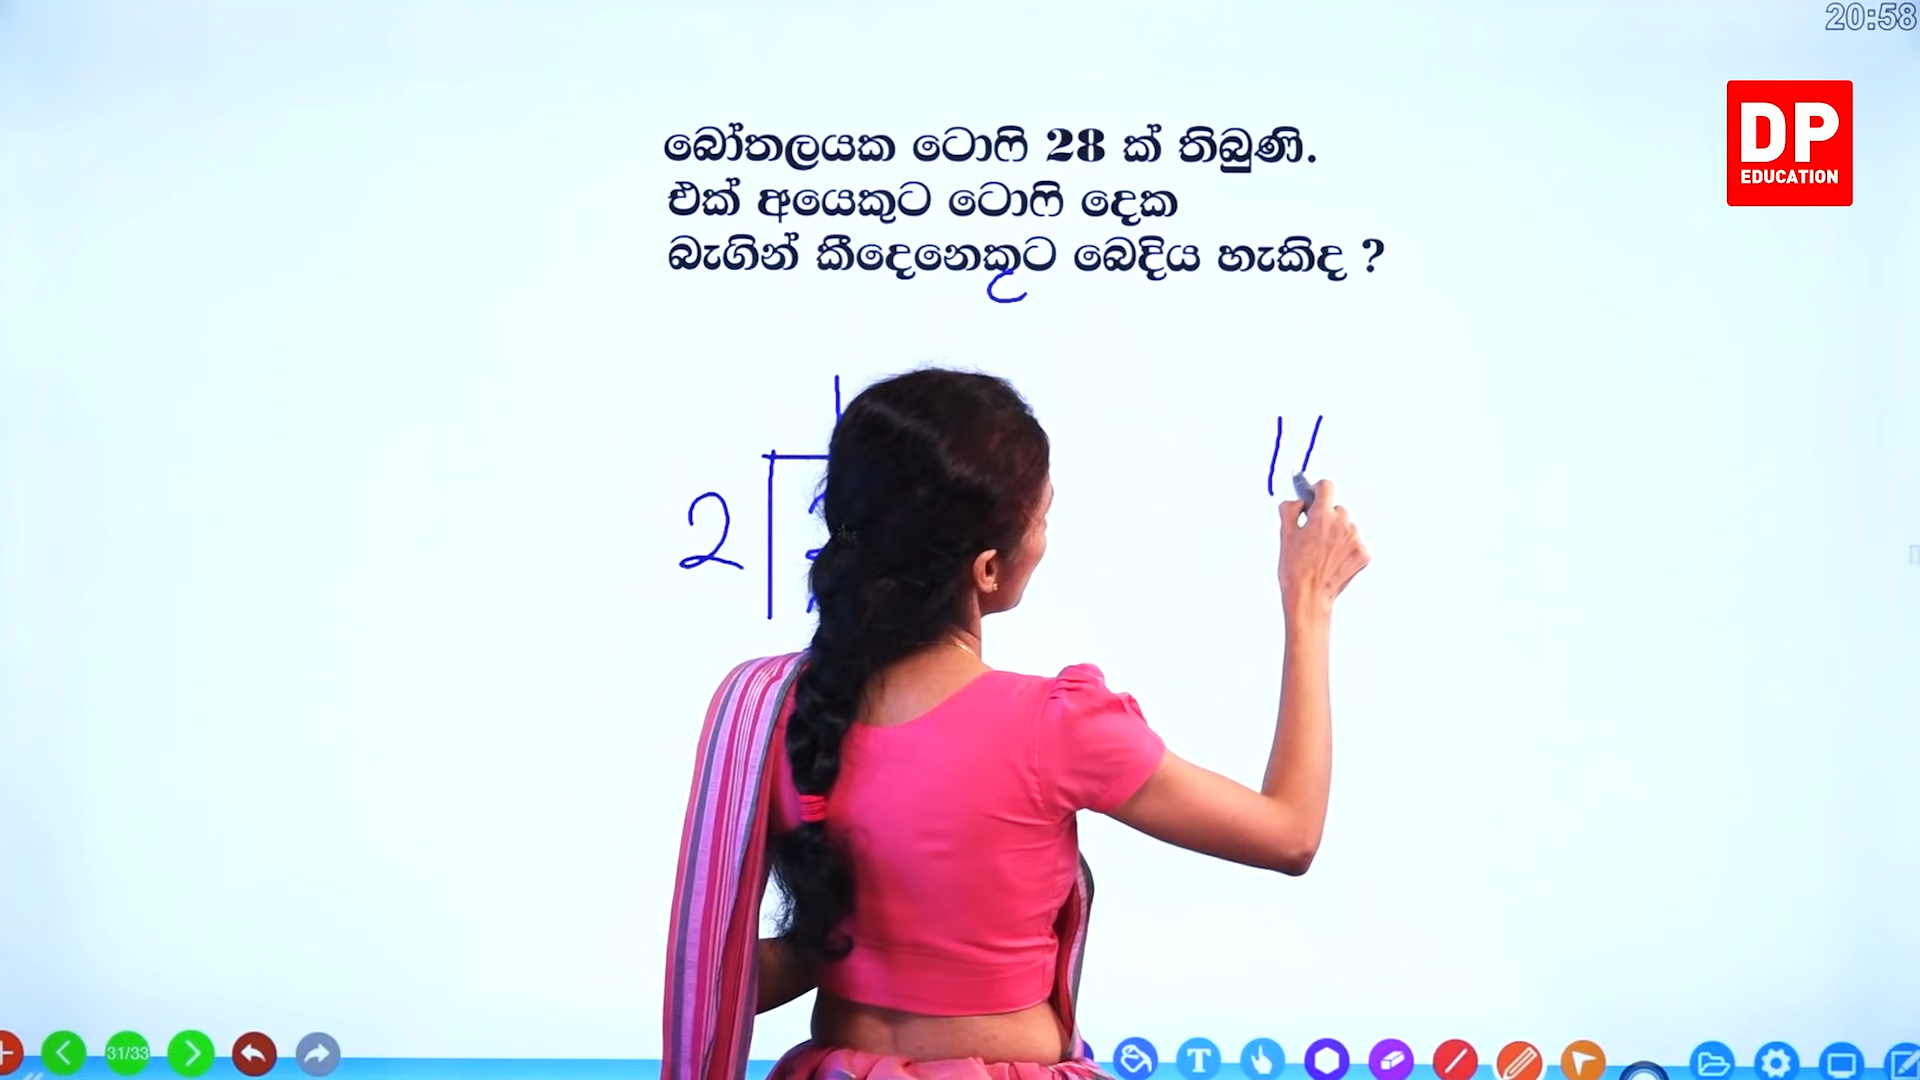 20:58
DP
EDUCATION
බෝතලයක ටොෆි 28 ක් තිබුණි.
එක් අයෙකුට ටොෆි දෙක
බැගින් කීදෙනෙකුට බෙදිය හැකිද ?
2
31/33
T